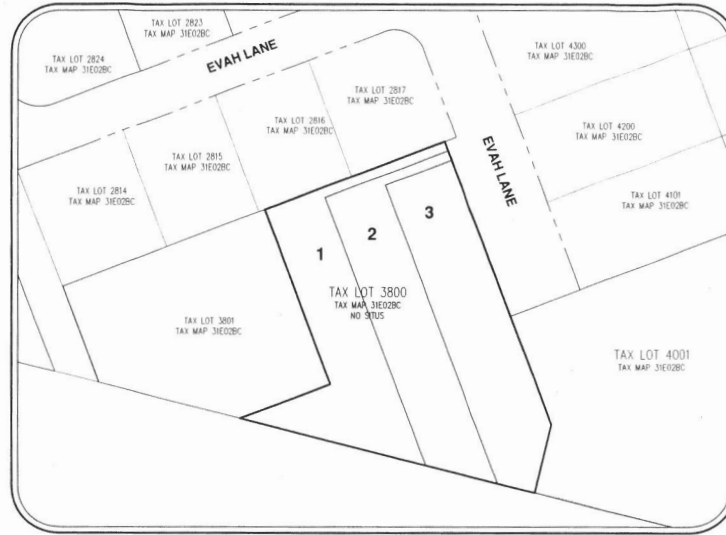 TAX LOT 2823
TAX MAP 31E02BC
TAX LOT 2824
TAX MAP 31E02BC
EVAH LANE
TAX LOT 4300
TAX MAP 31E02BC
TAX LOT 2817
TAX MAP 31E02BC
TAX LOT 2816
TAX MAP 31E02BC
TAX LOT 4200
TAX MAP 31E02BC
TAX LOT 2815
TAX MAP 31E02BC
EVAH LANE
TAX LOT 2814
TAX MAP 31E02BC
TAX LOT 4101
TAX MAP 31E02BC
1
2
3
TAX LOT 3800
TAX MAP 31E02BC
NO SITUS
TAX LOT 3801
TAX MAP 31E02BC
TAX LOT 4001
TAX MAP 31E02BC